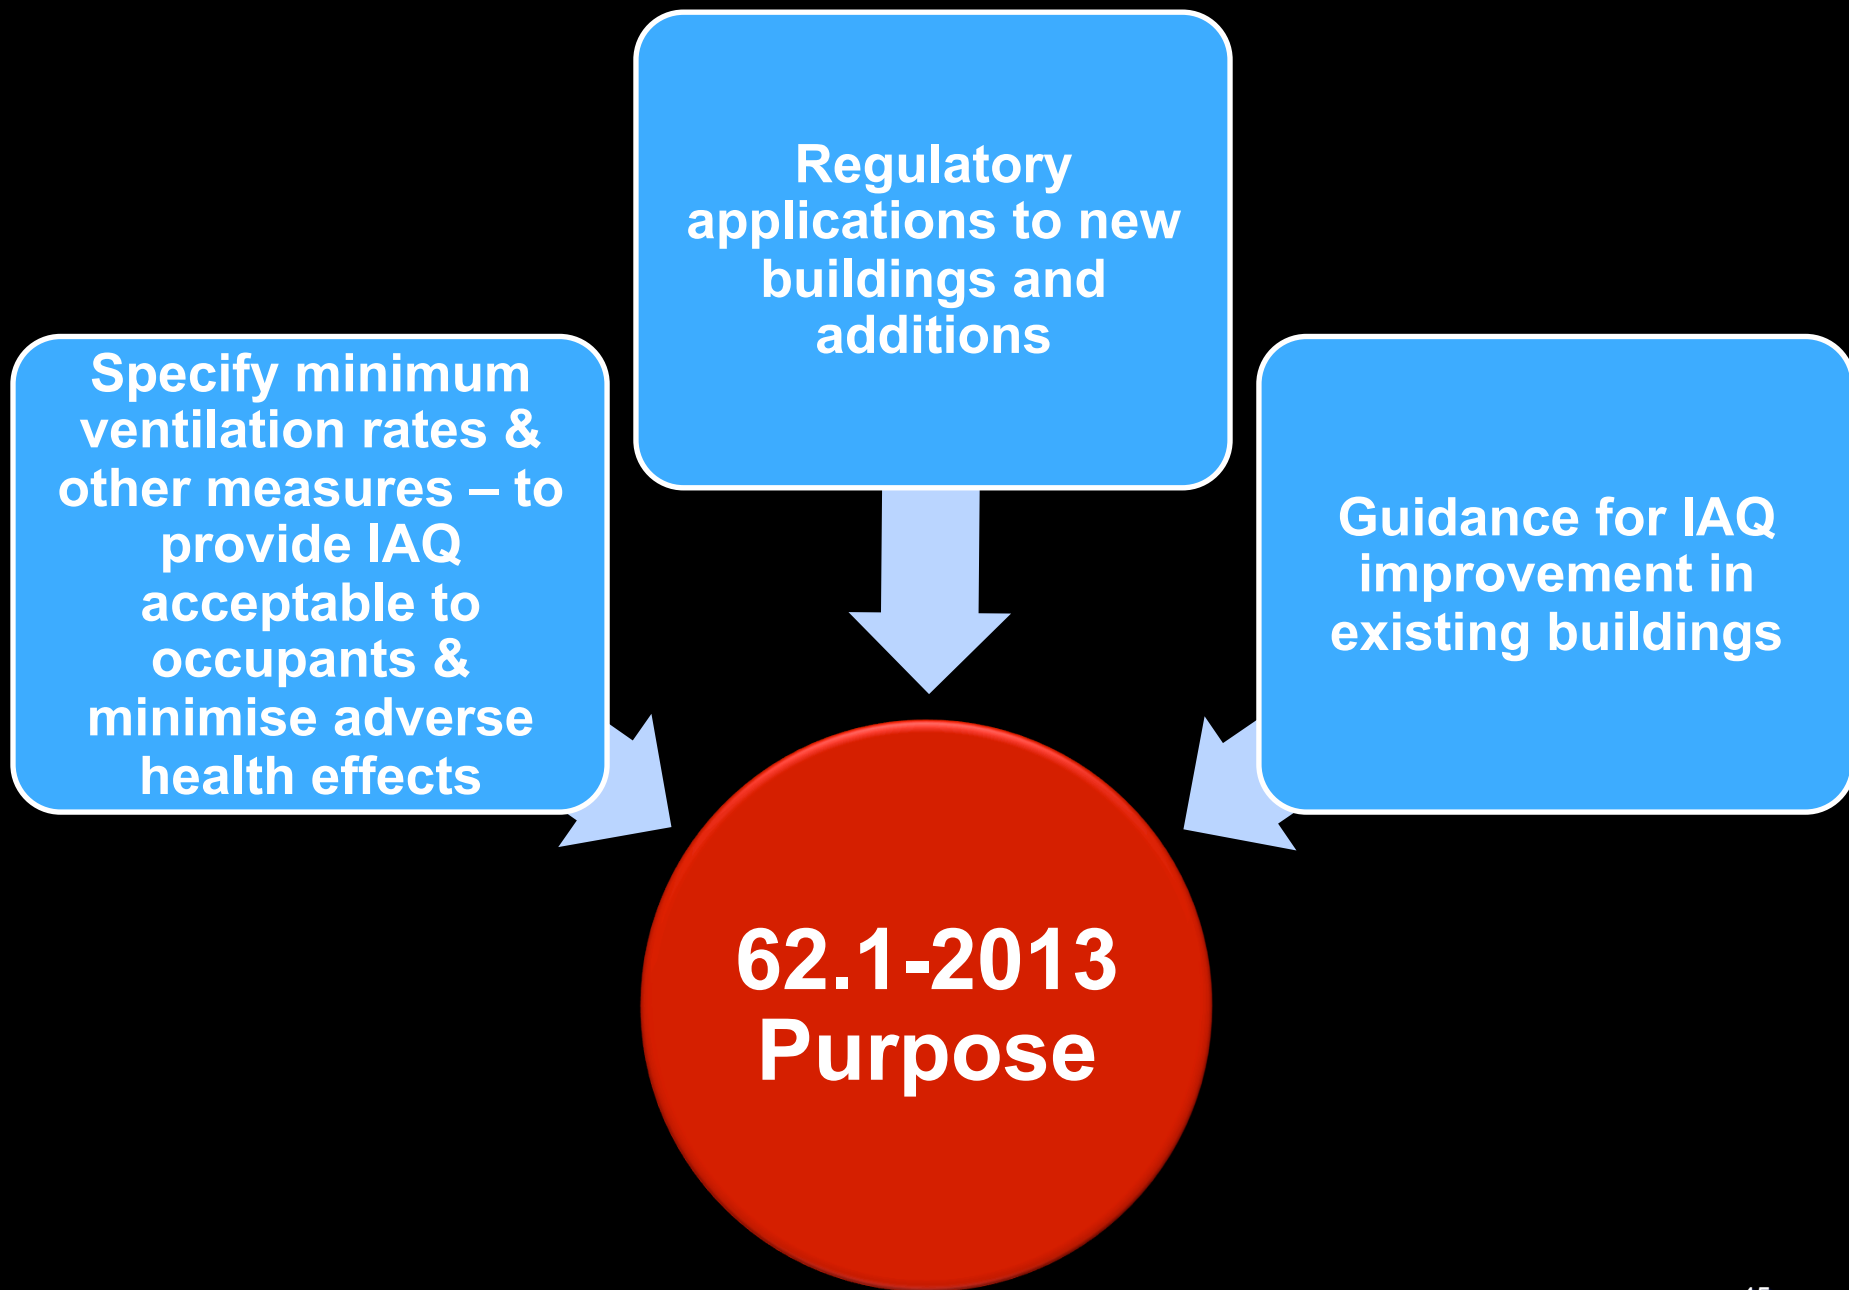 Regulatory
applications to new
buildings and
additions
Specify minimum
ventilation rates &
other measures – to
provide IAQ
acceptable to
occupants &
minimise adverse
health effects
Guidance for IAQ
improvement in
existing buildings
62.1-2013
Purpose